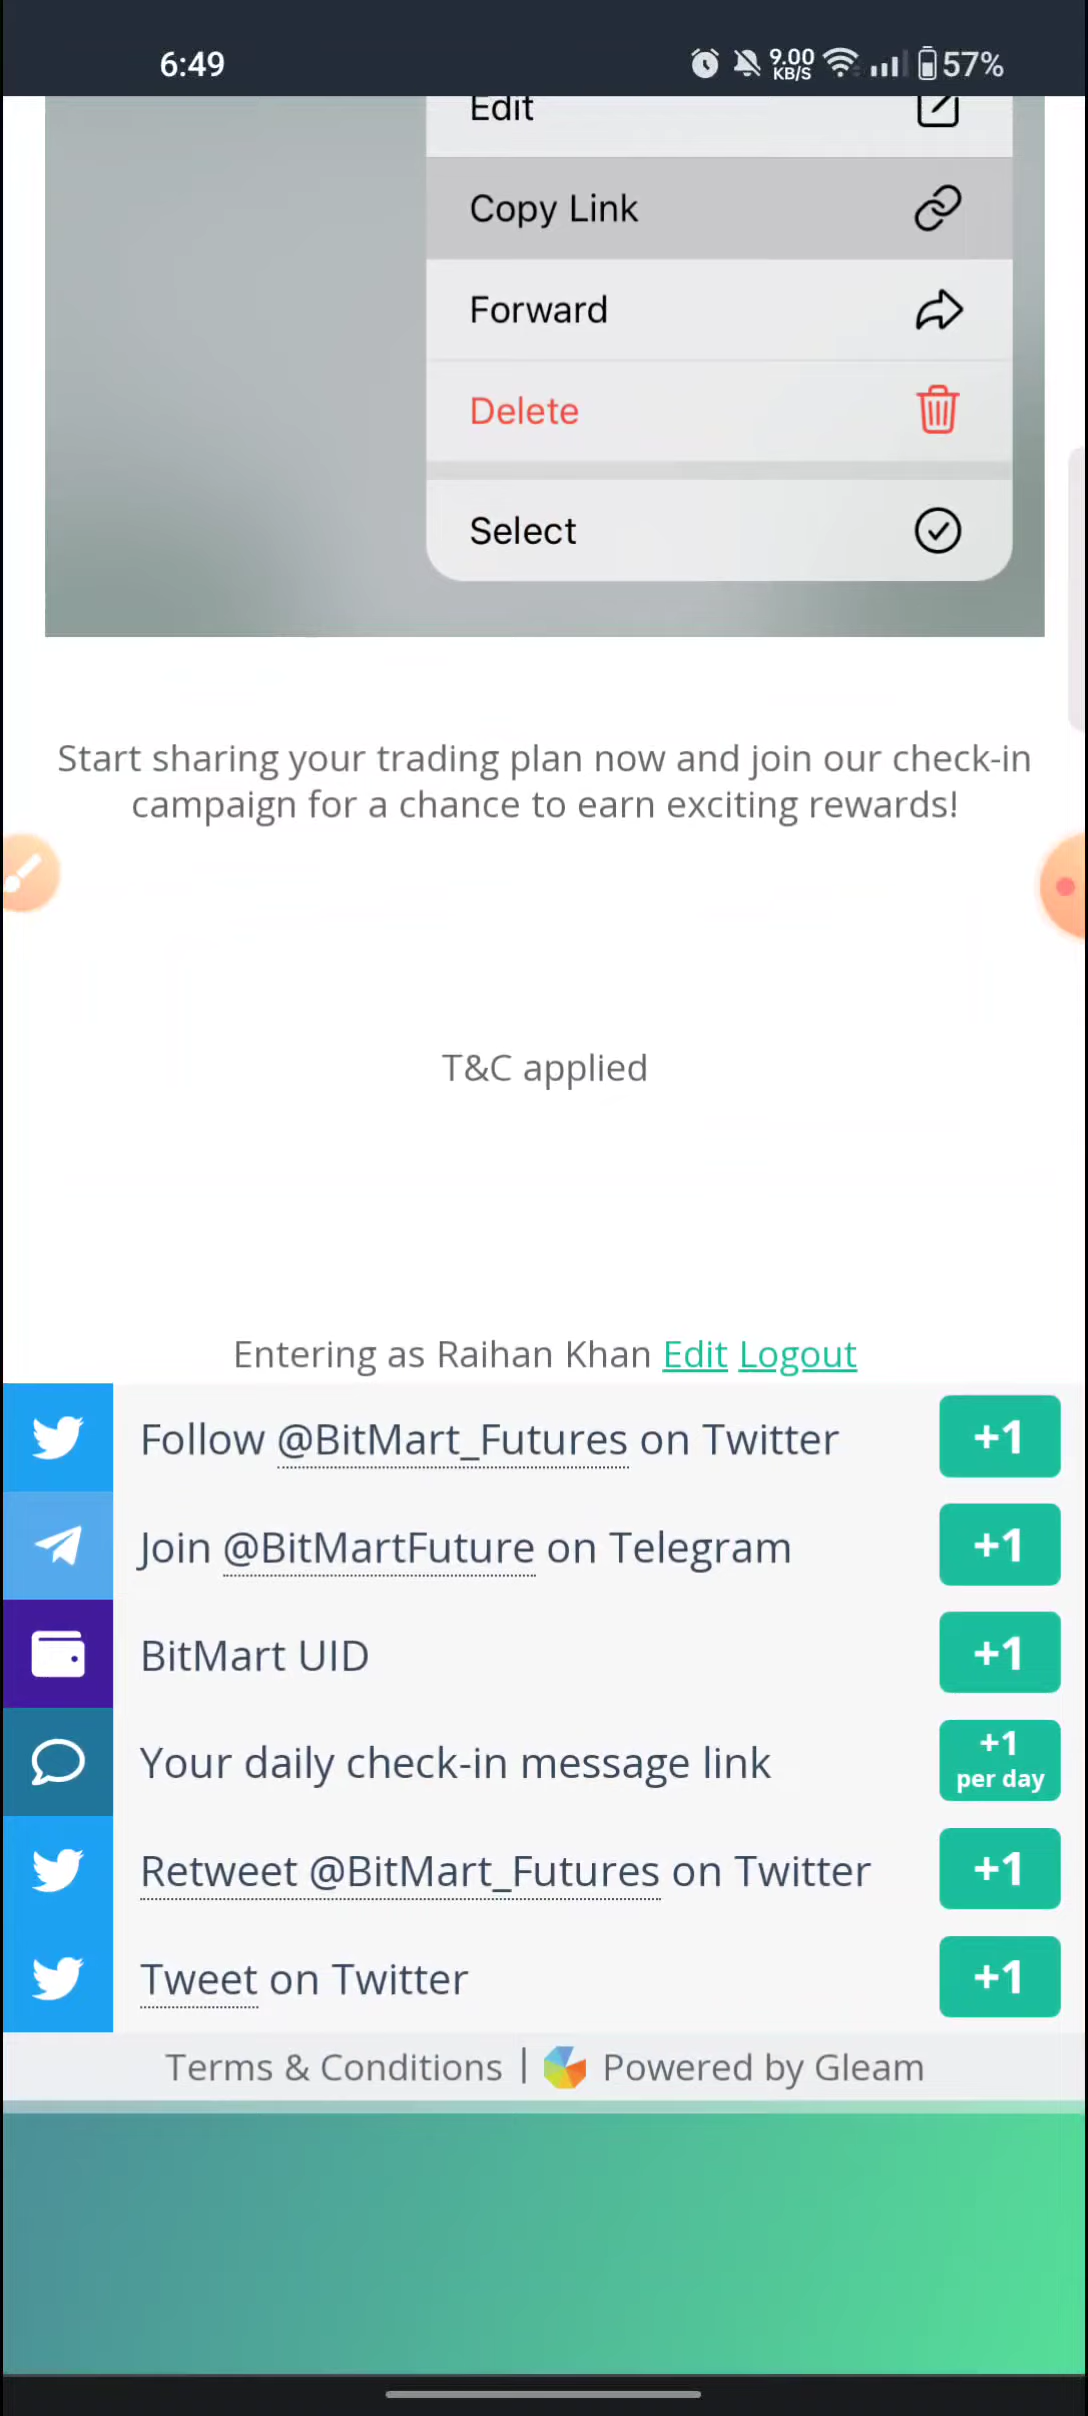 6:49
9.00
KB/S
57%
Edit
Copy Link
Forward
Delete
Select
Start sharing your trading plan now and join our check-in
campaign for a chance to earn exciting rewards!
T&C applied
Entering as Raihan Khan Edit Logout
Follow @BitMart_Futures on Twitter +1
Join @BitMartFuture on Telegram +1
BitMart UID +1
Your daily check-in message link +1 per day
Retweet @BitMart_Futures on Twitter +1
Tweet on Twitter +1
Terms & Conditions | Powered by Gleam